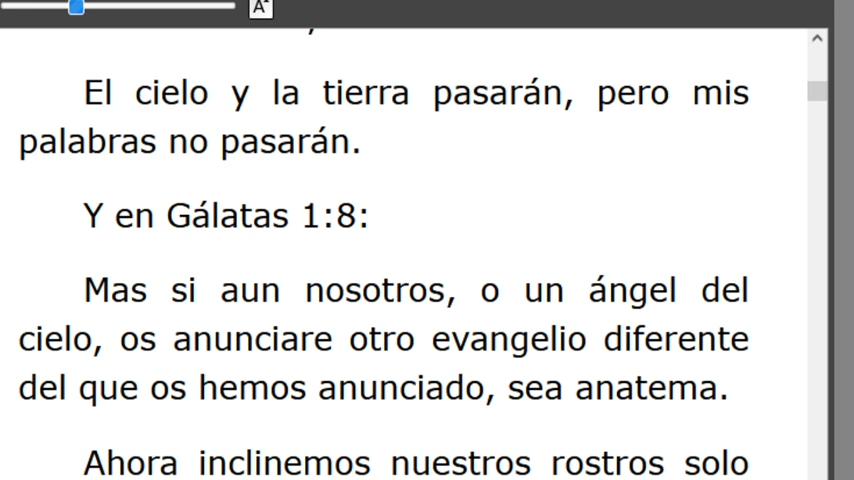 A
El cielo y la tierra pasarán, pero mis
palabras no pasarán.
Y en Gálatas 1:8:
Mas si aun nosotros, o un ángel del
cielo, os anunciare otro evangelio diferente
del que os hemos anunciado, sea anatema.
Ahora inclinemos nuestros rostros solo